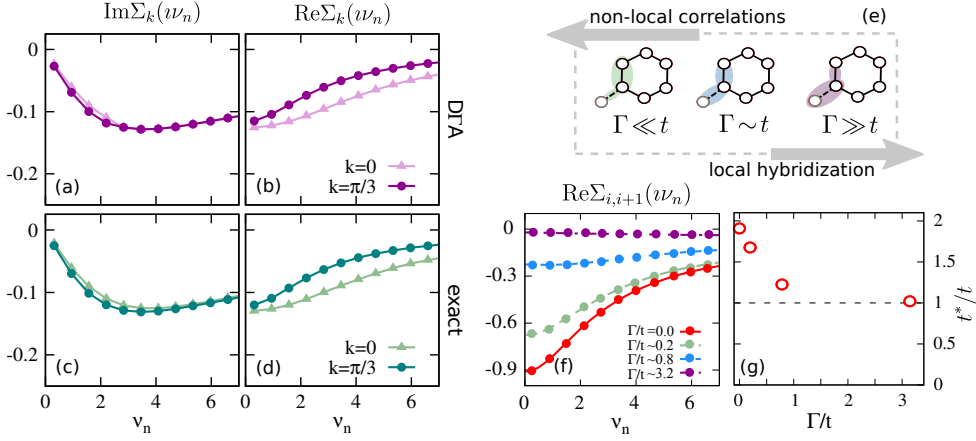 ImΣk(ıνn)
ReΣk(ıνn)
0
-0.1
-0.2
(a)
(b)
k=0
k=π/3
DΓA
0
-0.1
-0.2
(c)
(d)
k=0
k=π/3
exact
0 2 4 6
0 2 4 6
νn
νn
non-local correlations
(e)
Γ≪t
Γ∼t
Γ≫t
local hybridization
ReΣi,i+1(ıνn)
0
-0.3
-0.6
-0.9
(f)
Γ/t=0.0
Γ/t~0.2
Γ/t~0.8
Γ/t~3.2
0 2 4 6
νn
(g)
2
1.5
1
0.5
0
t*/t
0 1 2 3
Γ/t